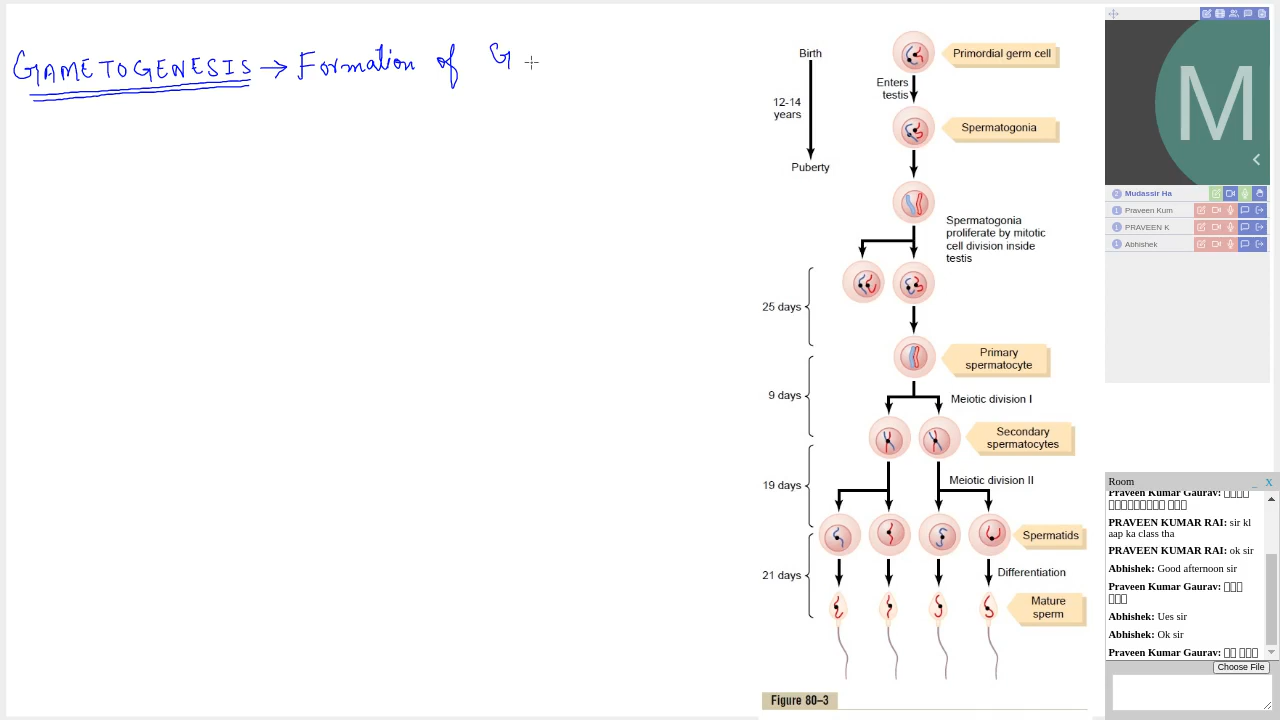 GAMETOGENESIS → Formation of G
Birth
12-14
years
Puberty
Primordial germ cell
Enters
testis
Spermatogonia
Spermatogonia
proliferate by mitotic
cell division inside
testis
25 days
Primary
spermatocyte
9 days
Meiotic division I
Secondary
spermatocytes
19 days
Meiotic division II
Spermatids
21 days
Differentiation
Mature
sperm
Figure 80–3
M
Mudassir Ha
Praveen Kum
PRAVEEN K
Abhishek
Room
_ X
Praveen Kumar Gaurav:
PRAVEEN KUMAR RAI: sir kl
aap ka class tha
PRAVEEN KUMAR RAI: ok sir
Abhishek: Good afternoon sir
Praveen Kumar Gaurav:
Abhishek: Ues sir
Abhishek: Ok sir
Praveen Kumar Gaurav:
Choose File